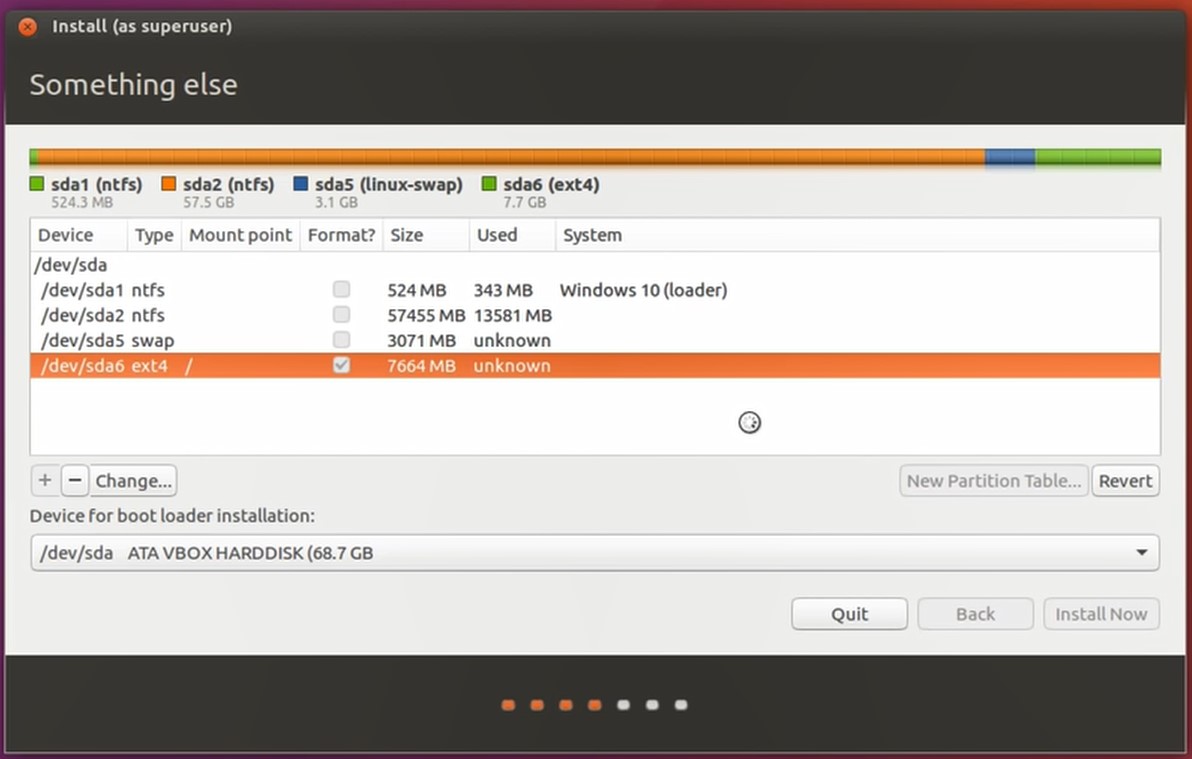 Install (as superuser)
Something else
sda1 (ntfs) sda2 (ntfs) sda5 (linux-swap) sda6 (ext4)
524.3 MB 57.5 GB 3.1 GB 7.7 GB
Device Type Mount point Format? Size Used System
/dev/sda
/dev/sda1 ntfs 524 MB 343 MB Windows 10 (loader)
/dev/sda2 ntfs 57455 MB 13581 MB
/dev/sda5 swap 3071 MB unknown
/dev/sda6 ext4 / 7664 MB unknown
+ − Change... New Partition Table... Revert
Device for boot loader installation:
/dev/sda ATA VBOX HARDDISK (68.7 GB
Quit Back Install Now